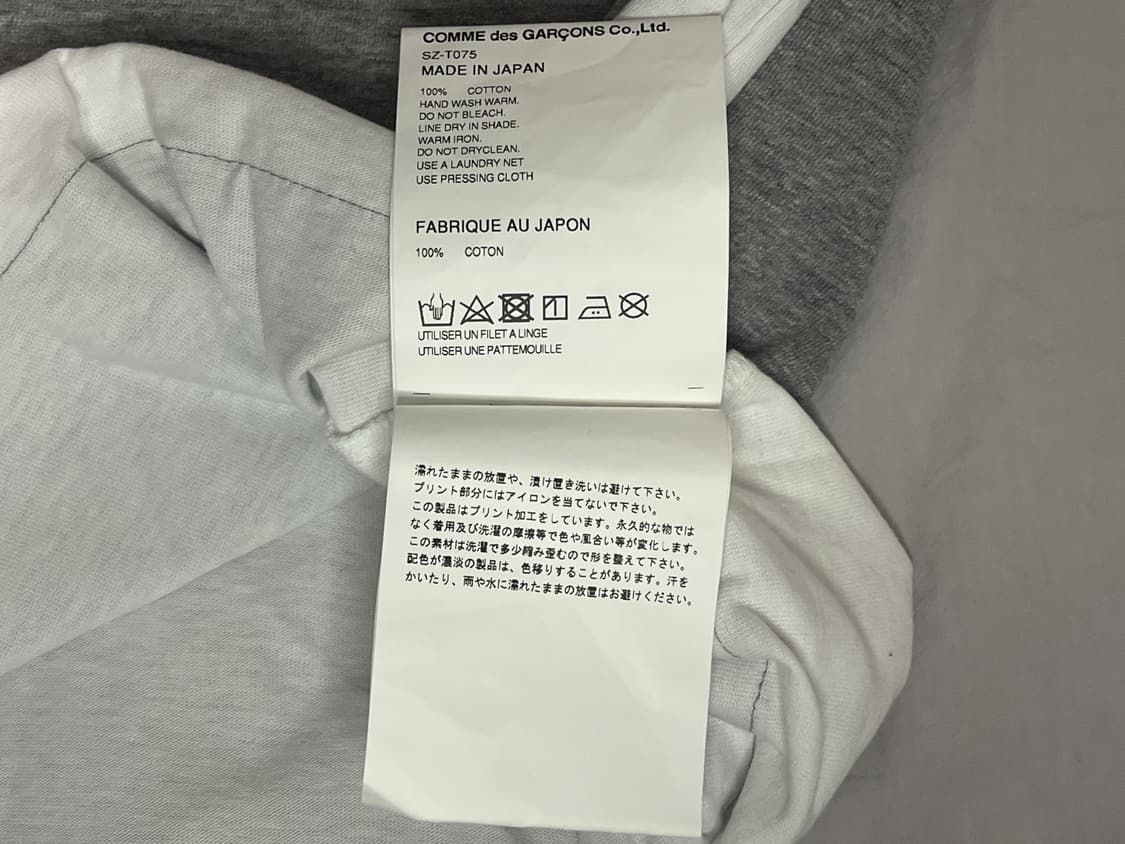 COMME des GARÇONS Co.,Ltd.
SZ-T075
MADE IN JAPAN
100% COTTON
HAND WASH WARM.
DO NOT BLEACH.
LINE DRY IN SHADE.
WARM IRON.
DO NOT DRYCLEAN.
USE A LAUNDRY NET
USE PRESSING CLOTH
FABRIQUE AU JAPON
100% COTON
UTILISER UN FILET A LINGE
UTILISER UNE PATTEMOUILLE
濡れたままの放置や、漬け置き洗いは避けて下さい。
プリント部分にはアイロンを当てないで下さい。
この製品はプリント加工をしています。永久的な物では
なく着用及び洗濯の摩擦等で色や風合い等が変化します。
この素材は洗濯で多少縮み歪むので形を整えて下さい。
配色が濃淡の製品は、色移りすることがあります。汗を
かいたり、雨や水に濡れたままの放置はお避けください。